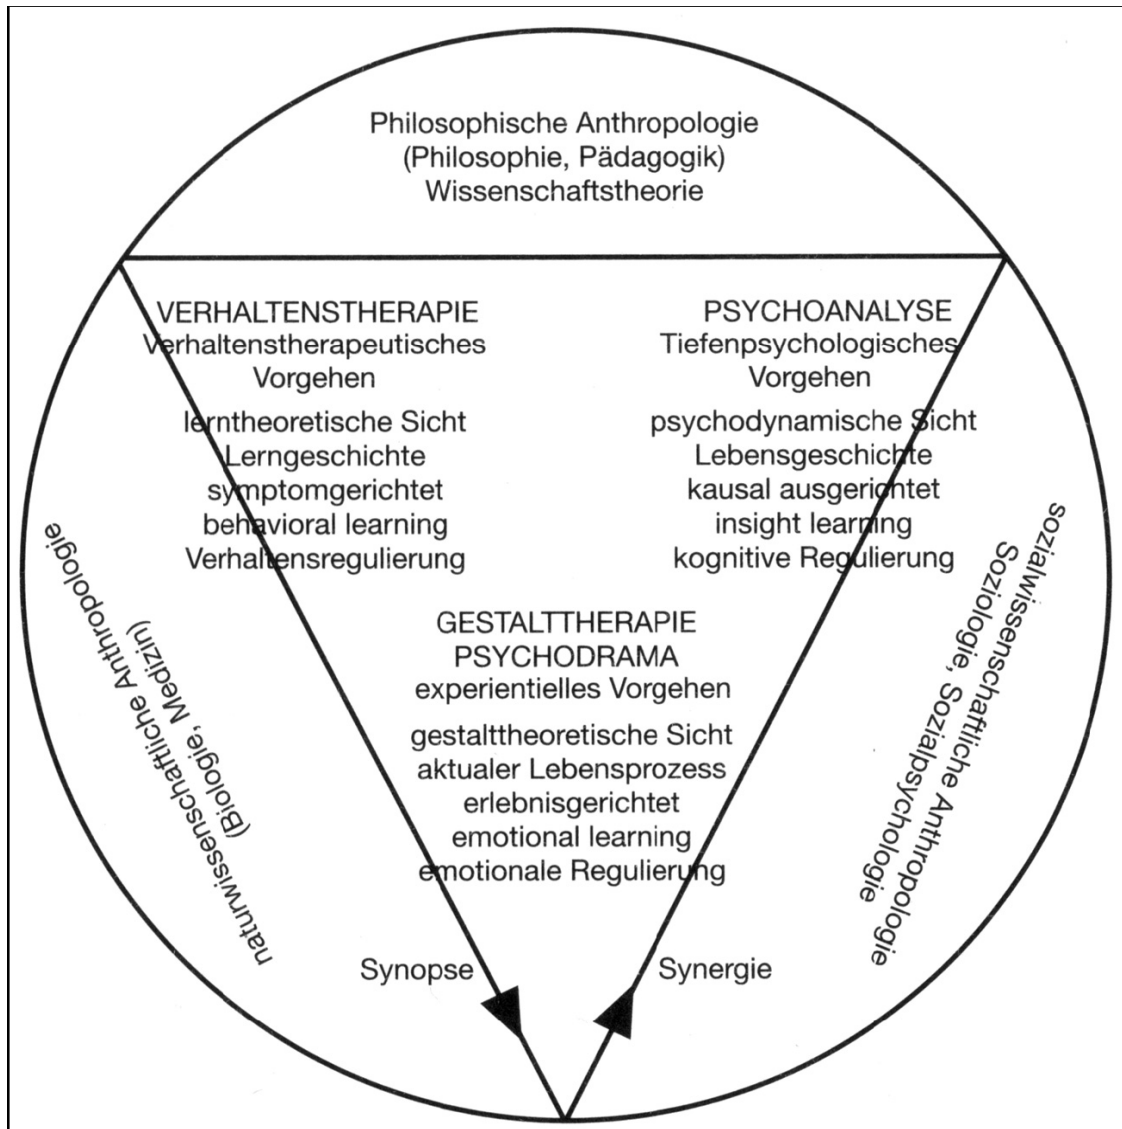 Philosophische Anthropologie
(Philosophie, Pädagogik)
Wissenschaftstheorie
VERHALTENSTHERAPIE
Verhaltenstherapeutisches
Vorgehen
lerntheoretische Sicht
Lerngeschichte
symptomgerichtet
behavioral learning
Verhaltensregulierung
PSYCHOANALYSE
Tiefenpsychologisches
Vorgehen
psychodynamische Sicht
Lebensgeschichte
kausal ausgerichtet
insight learning
kognitive Regulierung
GESTALTTHERAPIE
PSYCHODRAMA
experientielles Vorgehen
gestalttheoretische Sicht
aktualer Lebensprozess
erlebnisgerichtet
emotional learning
emotionale Regulierung
naturwissenschaftliche Anthropologie
(Biologie, Medizin)
sozialwissenschaftliche Anthropologie
Soziologie, Sozialpsychologie
Synopse
Synergie